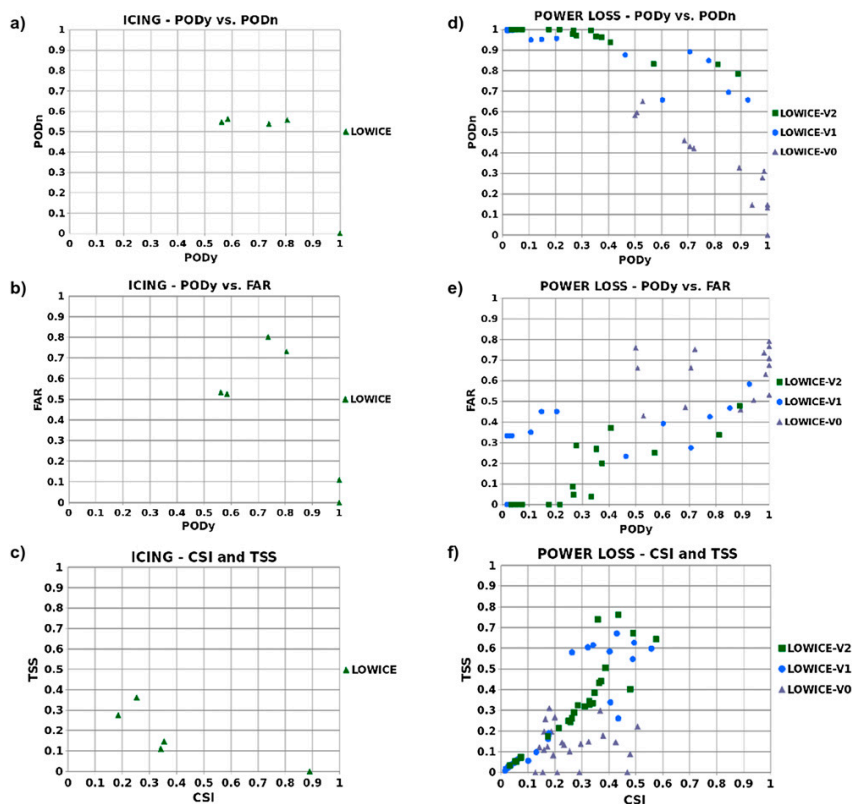 a)
ICING - PODy vs. PODn
1
0.9
0.8
0.7
0.6
0.5
0.4
0.3
0.2
0.1
0
PODn
0 0.1 0.2 0.3 0.4 0.5 0.6 0.7 0.8 0.9 1
PODy
LOWICE
d)
POWER LOSS - PODy vs. PODn
1
0.9
0.8
0.7
0.6
0.5
0.4
0.3
0.2
0.1
0
PODn
0 0.1 0.2 0.3 0.4 0.5 0.6 0.7 0.8 0.9 1
PODy
LOWICE-V2
LOWICE-V1
LOWICE-V0
b)
ICING - PODy vs. FAR
1
0.9
0.8
0.7
0.6
0.5
0.4
0.3
0.2
0.1
0
FAR
0 0.1 0.2 0.3 0.4 0.5 0.6 0.7 0.8 0.9 1
PODy
LOWICE
e)
POWER LOSS - PODy vs. FAR
1
0.9
0.8
0.7
0.6
0.5
0.4
0.3
0.2
0.1
0
FAR
0 0.1 0.2 0.3 0.4 0.5 0.6 0.7 0.8 0.9 1
PODy
LOWICE-V2
LOWICE-V1
LOWICE-V0
c)
ICING - CSI and TSS
1
0.9
0.8
0.7
0.6
0.5
0.4
0.3
0.2
0.1
0
TSS
0 0.1 0.2 0.3 0.4 0.5 0.6 0.7 0.8 0.9 1
CSI
LOWICE
f)
POWER LOSS - CSI and TSS
1
0.9
0.8
0.7
0.6
0.5
0.4
0.3
0.2
0.1
0
TSS
0 0.1 0.2 0.3 0.4 0.5 0.6 0.7 0.8 0.9 1
CSI
LOWICE-V2
LOWICE-V1
LOWICE-V0